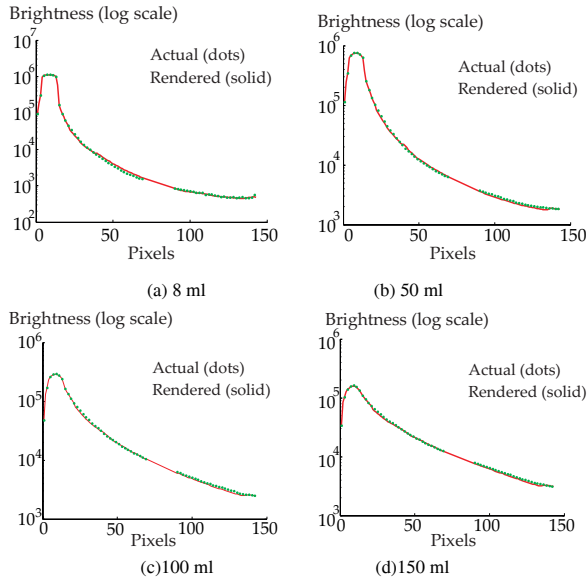 Brightness (log scale)
10^7
10^6
10^5
10^4
10^3
10^2
Actual (dots)
Rendered (solid)
0 50 100 150
Pixels
(a) 8 ml
Brightness (log scale)
10^6
10^5
10^4
10^3
Actual (dots)
Rendered (solid)
0 50 100 150
Pixels
(b) 50 ml
Brightness (log scale)
10^6
10^5
10^4
10^3
Actual (dots)
Rendered (solid)
0 50 100 150
Pixels
(c)100 ml
Brightness (log scale)
10^6
10^5
10^4
10^3
Actual (dots)
Rendered (solid)
0 50 100 150
Pixels
(d)150 ml